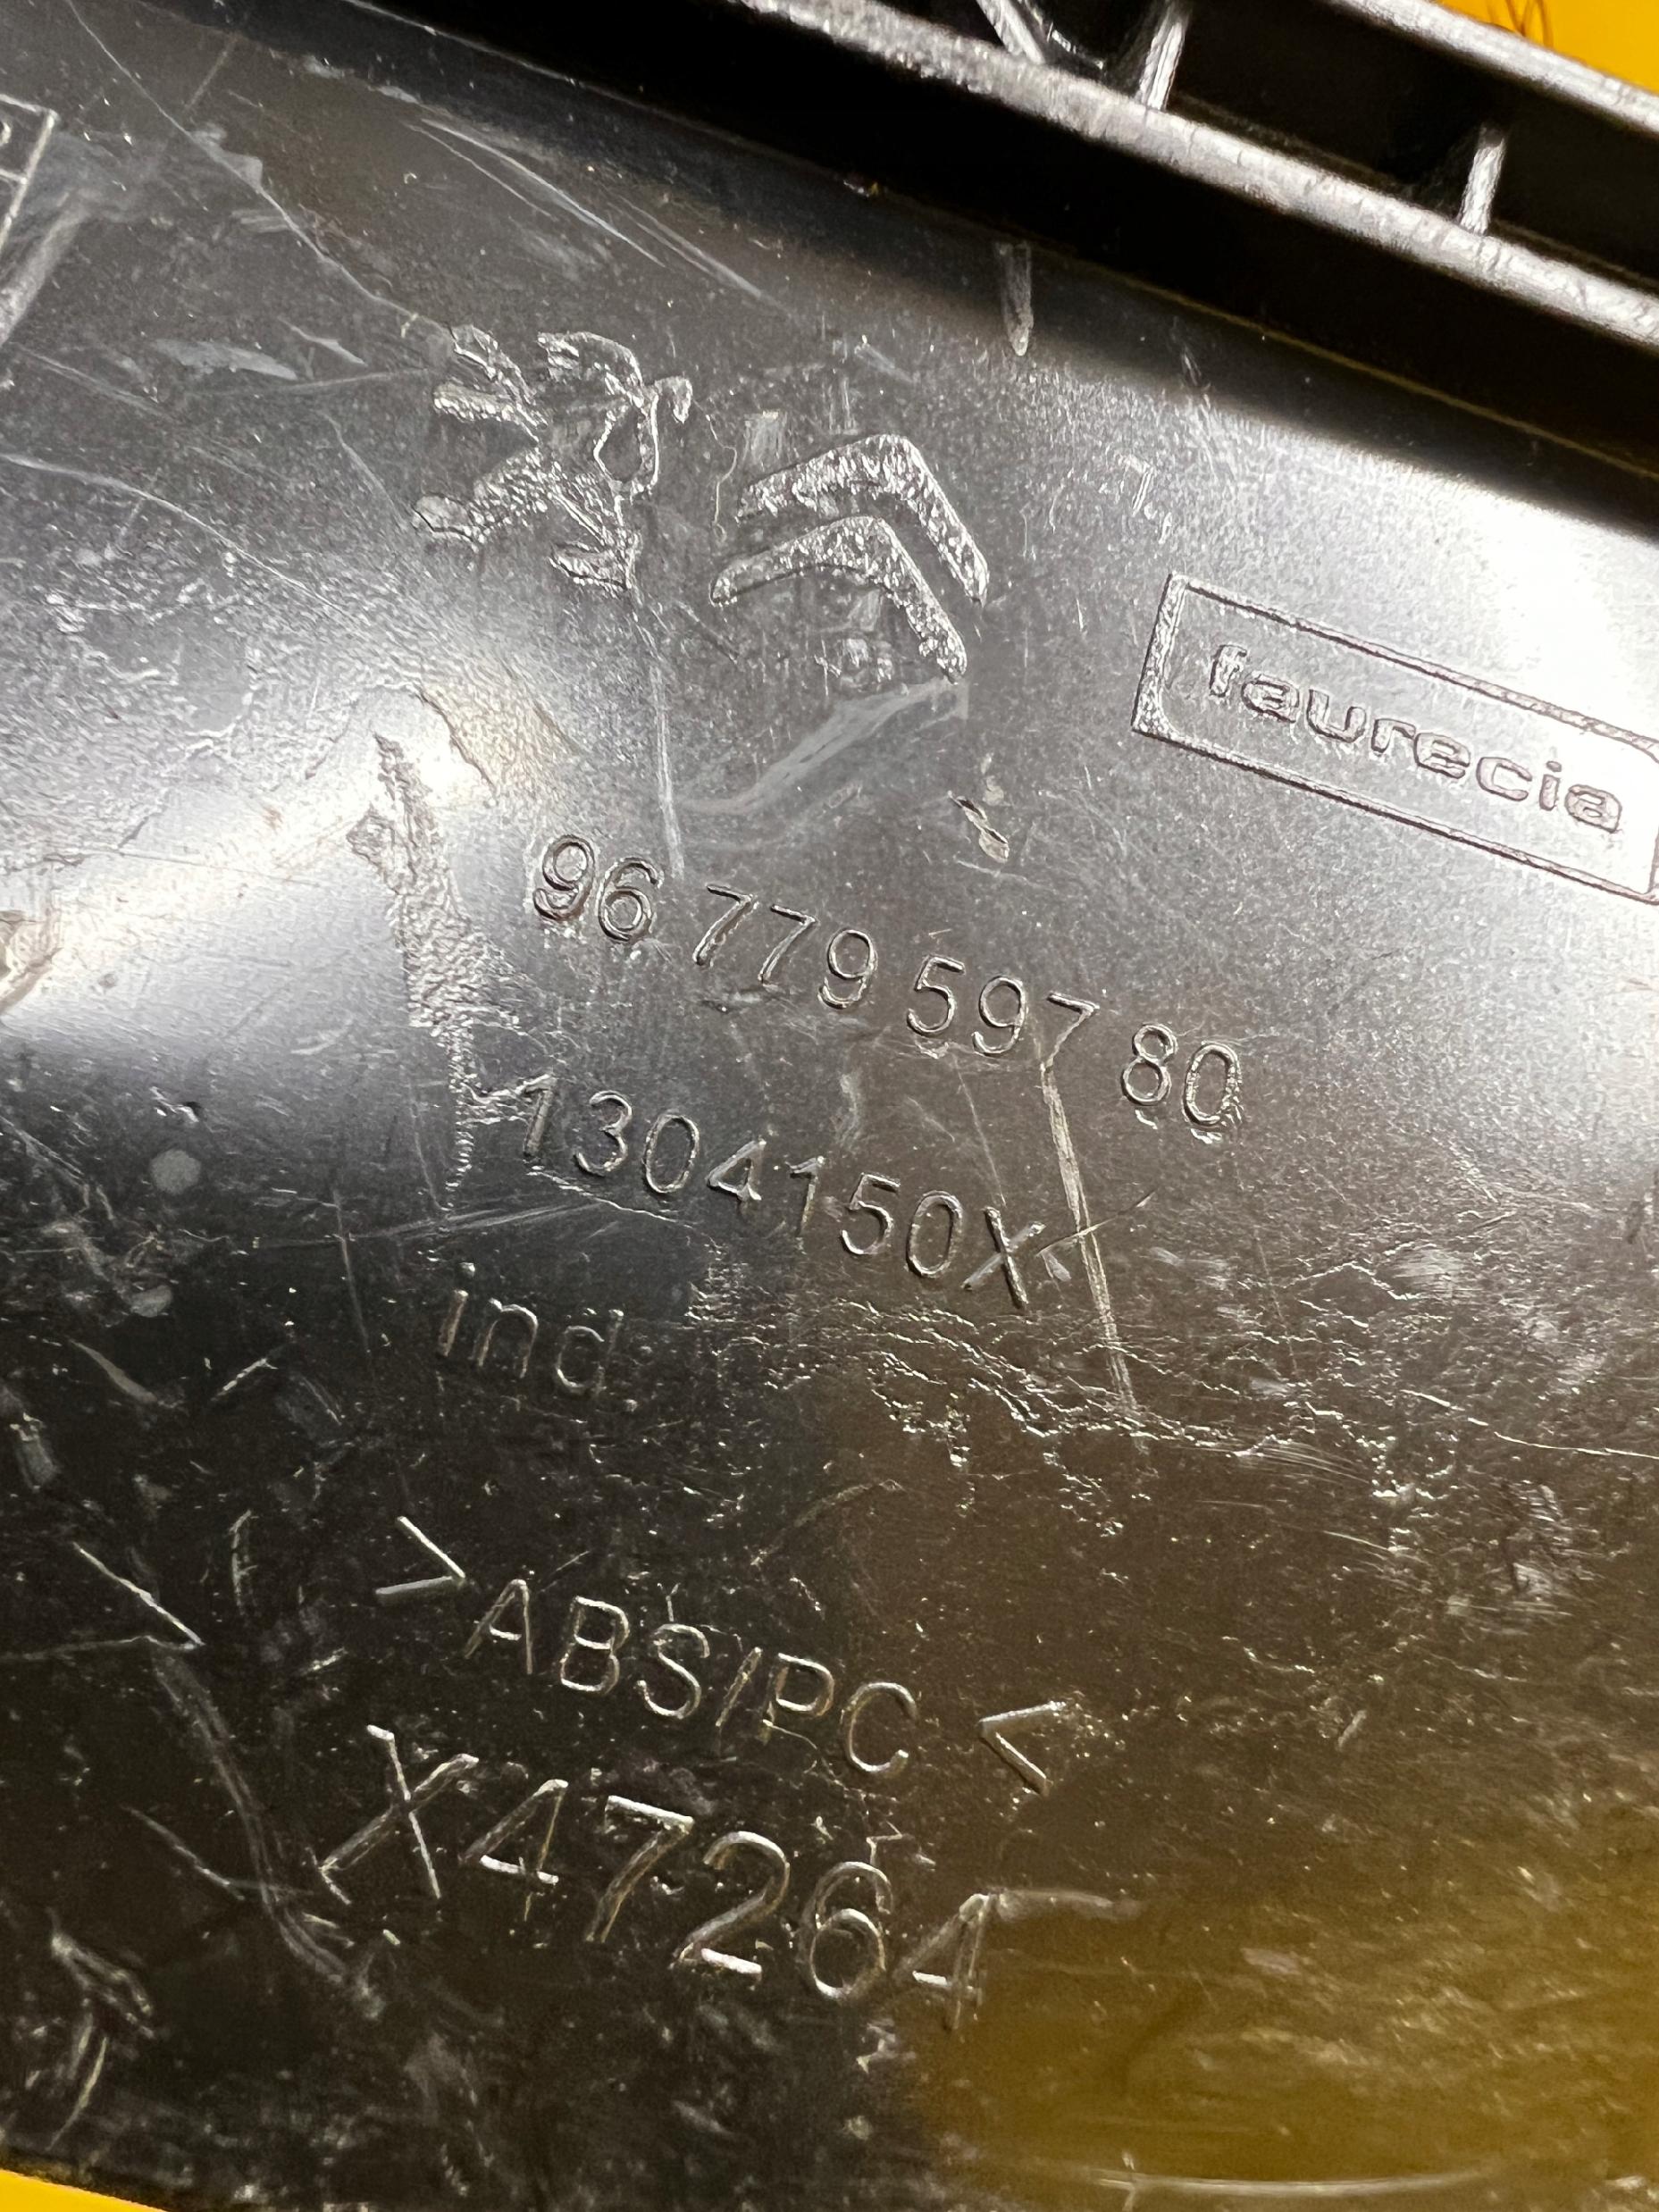 faurecia
96 779 597 80
1304150X
ind
>ABS/PC<
X47264